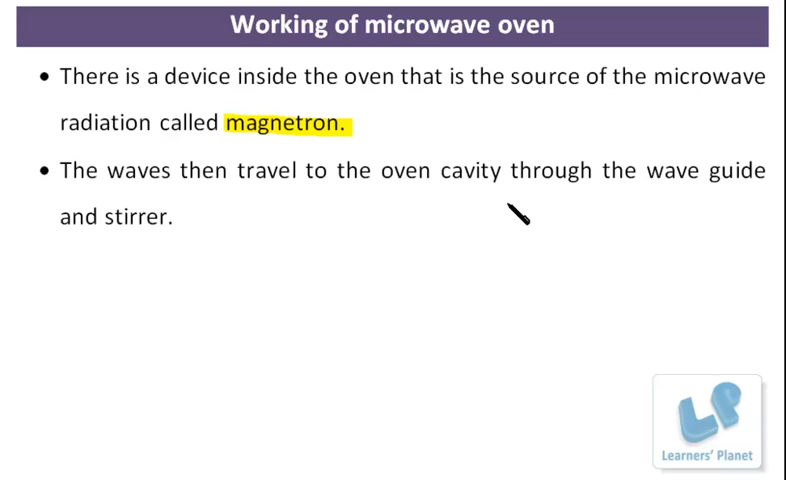 Working of microwave oven
• There is a device inside the oven that is the source of the microwave
radiation called magnetron.
• The waves then travel to the oven cavity through the wave guide
and stirrer.
LP
Learners' Planet